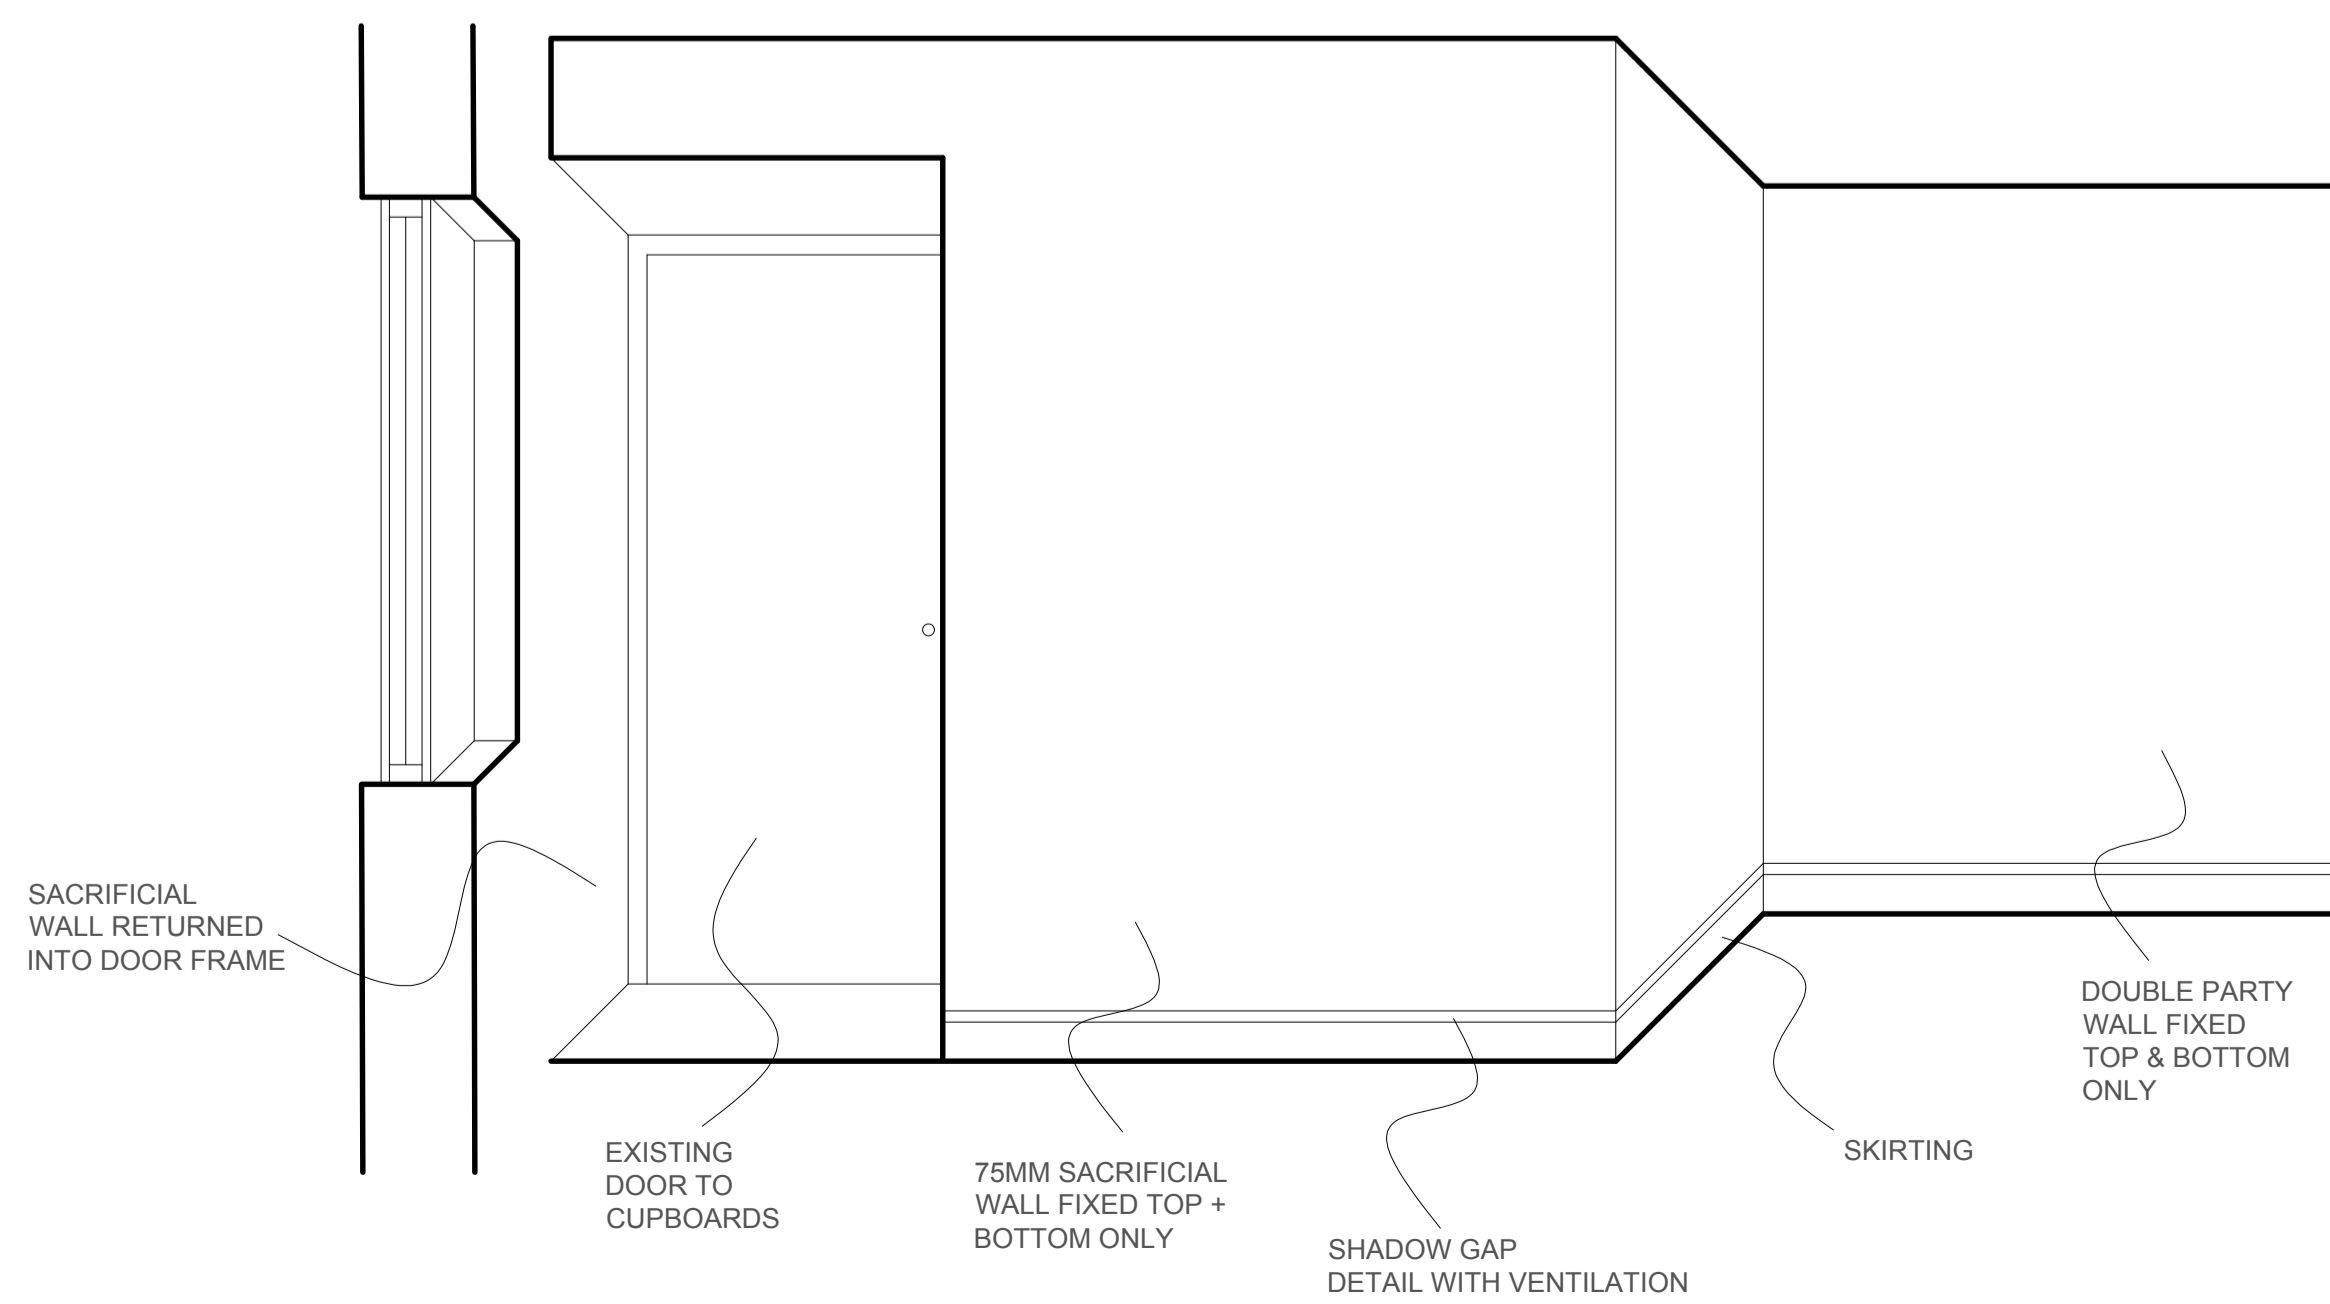 SACRIFICIAL
WALL RETURNED
INTO DOOR FRAME
EXISTING
DOOR TO
CUPBOARDS
75MM SACRIFICIAL
WALL FIXED TOP +
BOTTOM ONLY
SHADOW GAP
DETAIL WITH VENTILATION
SKIRTING
DOUBLE PARTY
WALL FIXED
TOP & BOTTOM
ONLY